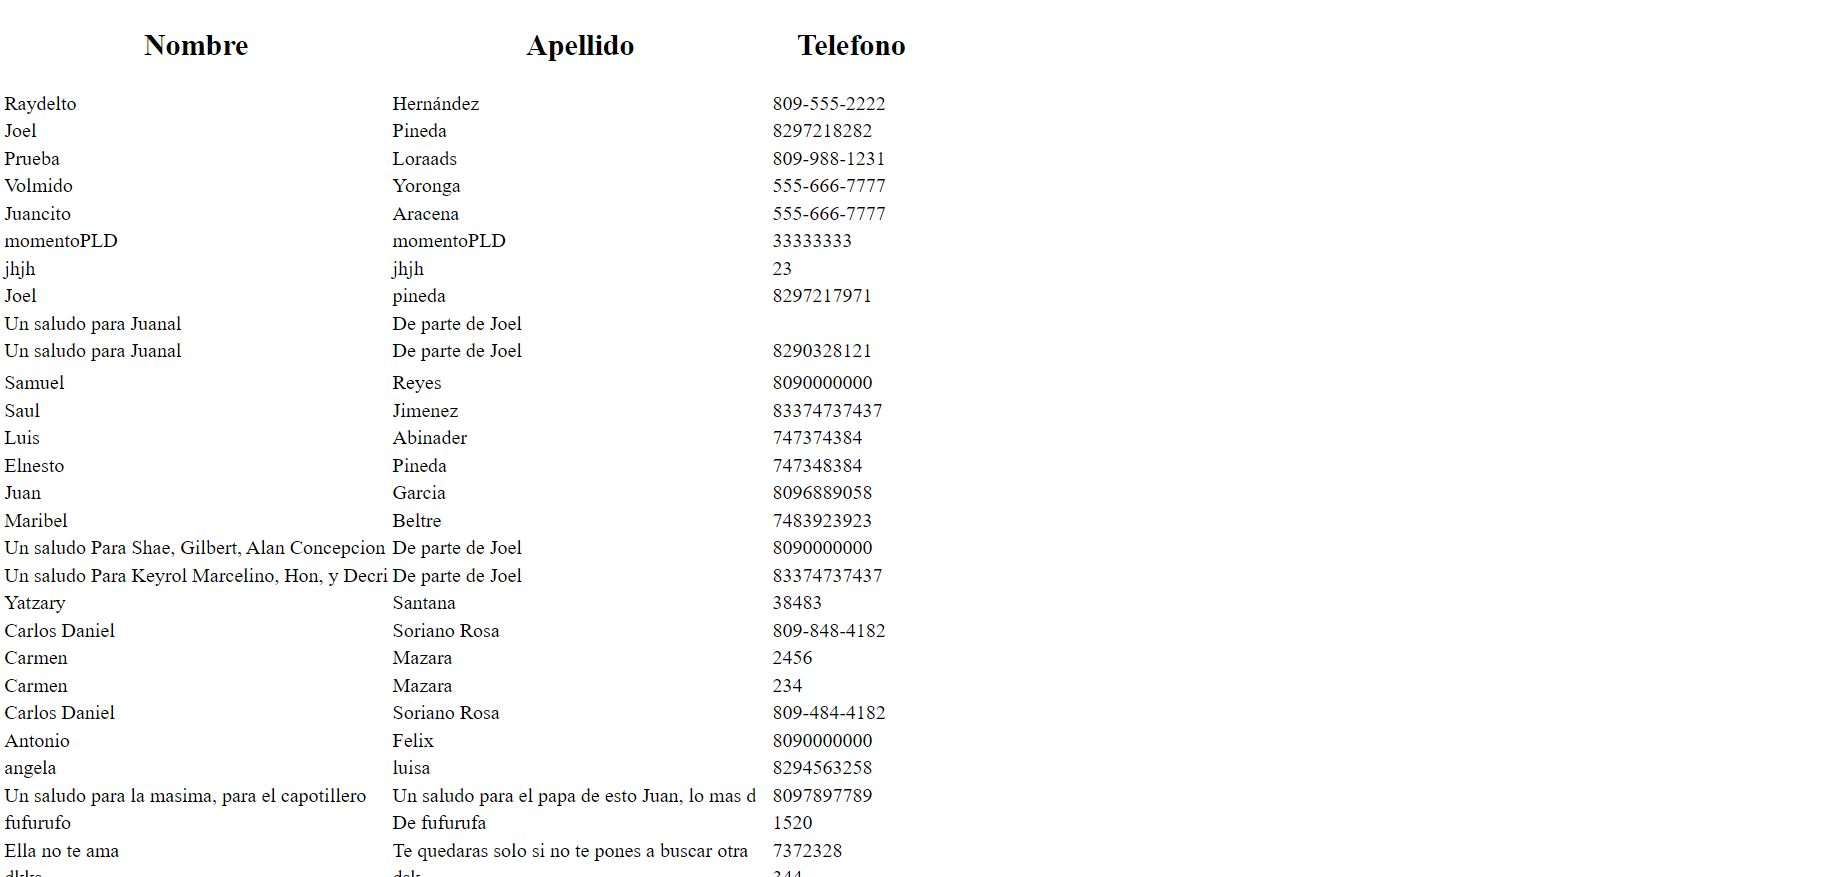 Nombre Apellido Telefono
Raydelto Hernández 809-555-2222
Joel Pineda 8297218282
Prueba Loraads 809-988-1231
Volmido Yoronga 555-666-7777
Juancito Aracena 555-666-7777
momentoPLD momentoPLD 33333333
jhjh jhjh 23
Joel pineda 8297217971
Un saludo para Juanal De parte de Joel
Un saludo para Juanal De parte de Joel 8290328121
Samuel Reyes 8090000000
Saul Jimenez 83374737437
Luis Abinader 747374384
Elnesto Pineda 747348384
Juan Garcia 8096889058
Maribel Beltre 7483923923
Un saludo Para Shae, Gilbert, Alan Concepcion De parte de Joel 8090000000
Un saludo Para Keyrol Marcelino, Hon, y Decri De parte de Joel 83374737437
Yatzary Santana 38483
Carlos Daniel Soriano Rosa 809-848-4182
Carmen Mazara 2456
Carmen Mazara 234
Carlos Daniel Soriano Rosa 809-484-4182
Antonio Felix 8090000000
angela luisa 8294563258
Un saludo para la masima, para el capotillero Un saludo para el papa de esto Juan, lo mas d 8097897789
fufurufo De fufurufa 1520
Ella no te ama Te quedaras solo si no te pones a buscar otra 7372328